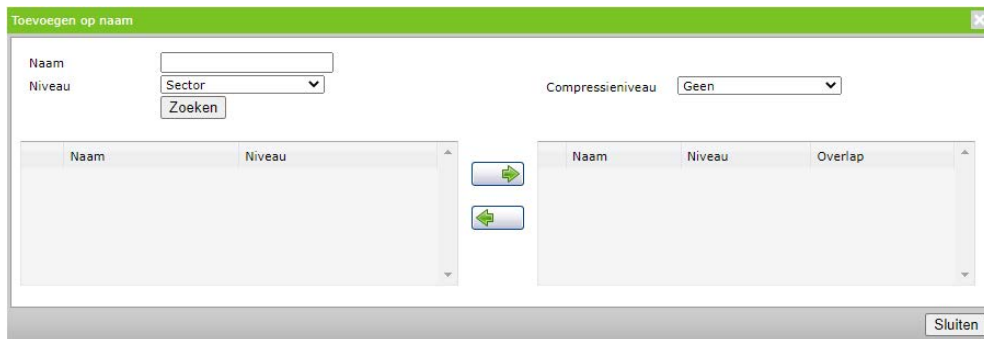 Toevoegen op naam
Naam
Niveau Sector Compressieniveau Geen
Zoeken
Naam Niveau Naam Niveau Overlap
Sluiten